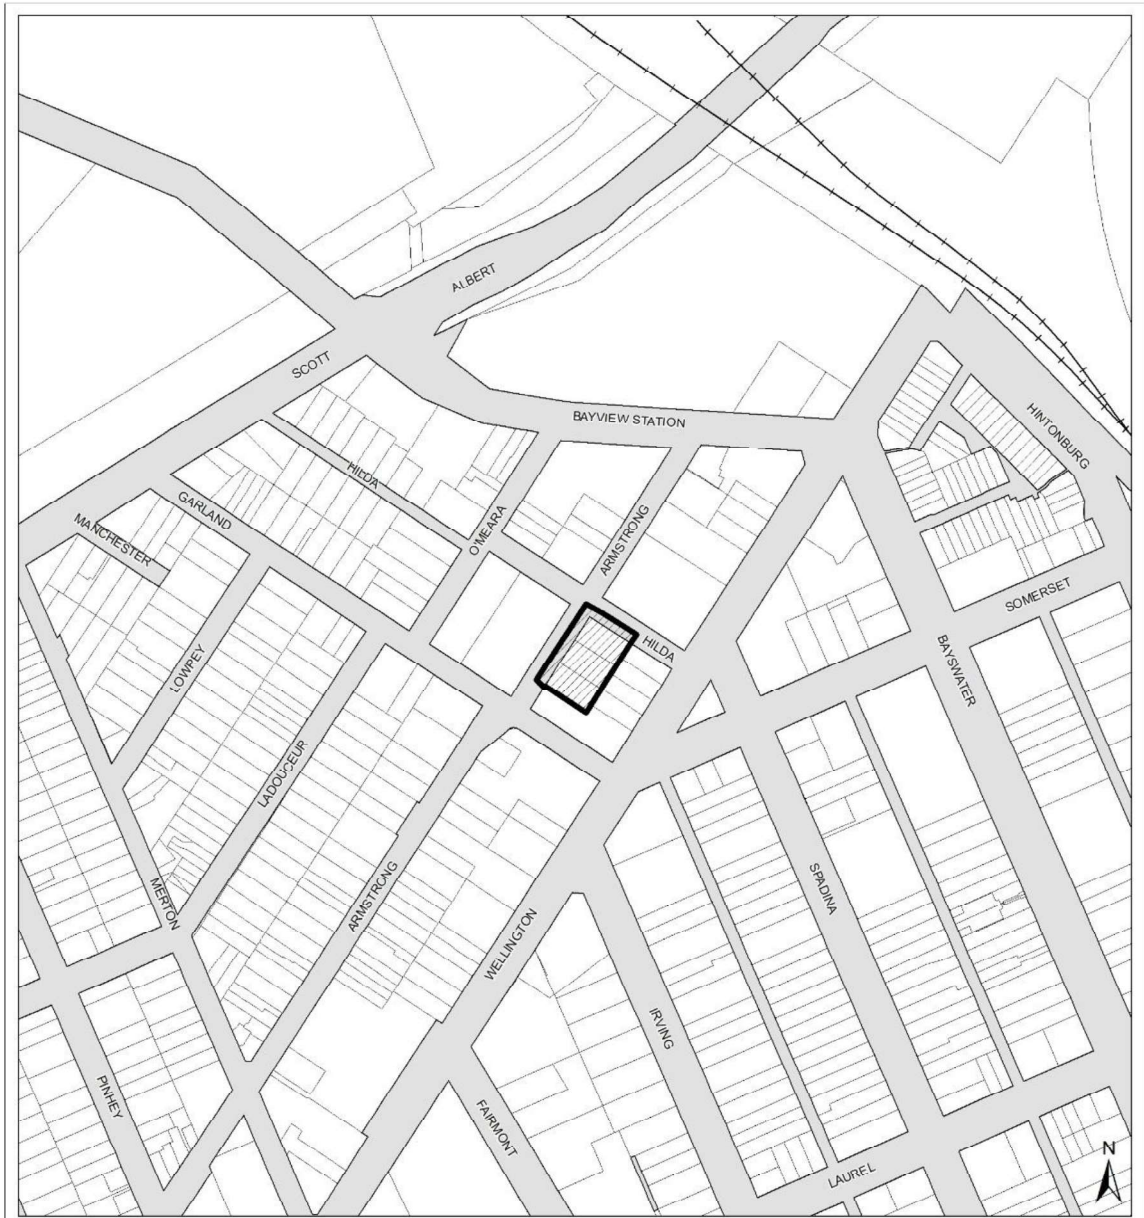 ALBERT
SCOTT
BAYVIEW STATION
HINTONBURG
HILDA
GARLAND
O'MEARA
ARMSTRONG
MANCHESTER
SOMERSET
HILDA
BAYSWATER
LOWREY
LADOUCEUR
SPADINA
ARMSTRONG
MERTON
WELLINGTON
IRVING
PINHEY
FAIRMONT
LAUREL
N